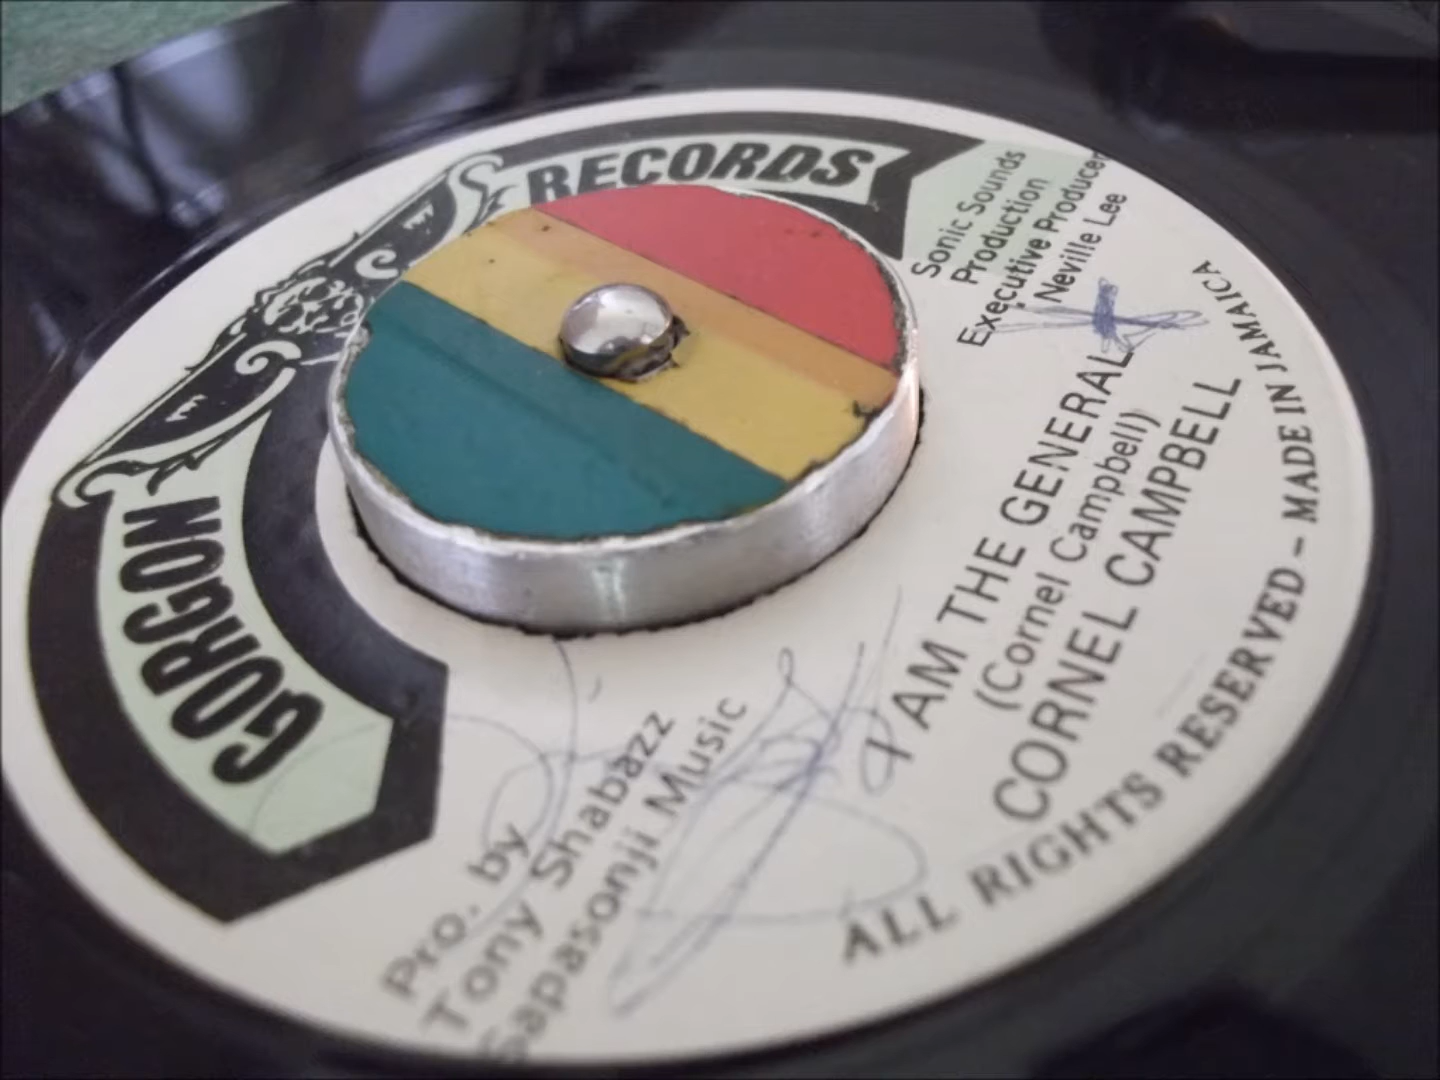 GORGON RECORDS
Sonic Sounds
Production
Executive Producer
Neville Lee
I AM THE GENERAL
(Cornel Campbell)
CORNEL CAMPBELL
Pro. by
Tony Shabazz
Sapasonji Music
ALL RIGHTS RESERVED – MADE IN JAMAICA